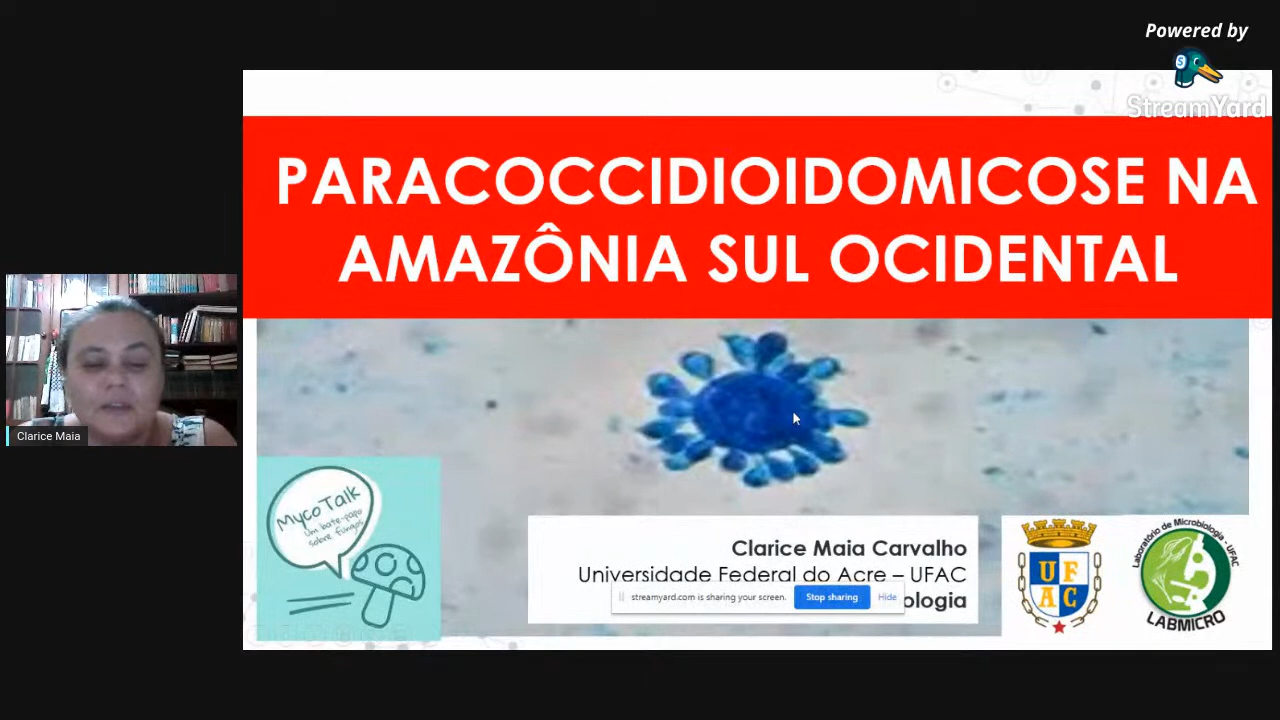 Powered by
StreamYard
PARACOCCIDIOIDOMICOSE NA
AMAZÔNIA SUL OCIDENTAL
Clarice Maia
MycoTalk
Um bate-papo
sobre fungos
Clarice Maia Carvalho
Universidade Federal do Acre – UFAC
ologia
streamyard.com is sharing your screen.
Stop sharing
Hide
UF
AC
Laboratório de Microbiologia - UFAC
LABMICRO